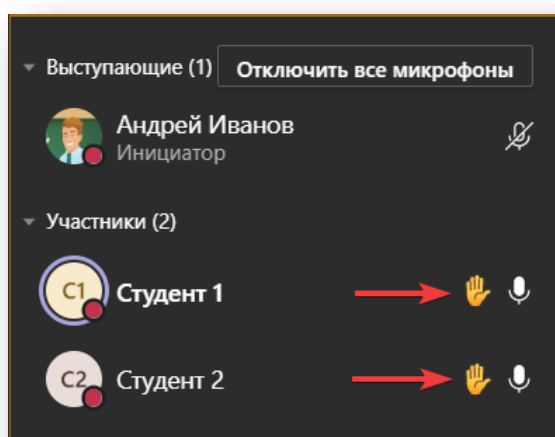 Выступающие (1)
Отключить все микрофоны
Андрей Иванов
Инициатор
Участники (2)
С1
Студент 1
С2
Студент 2